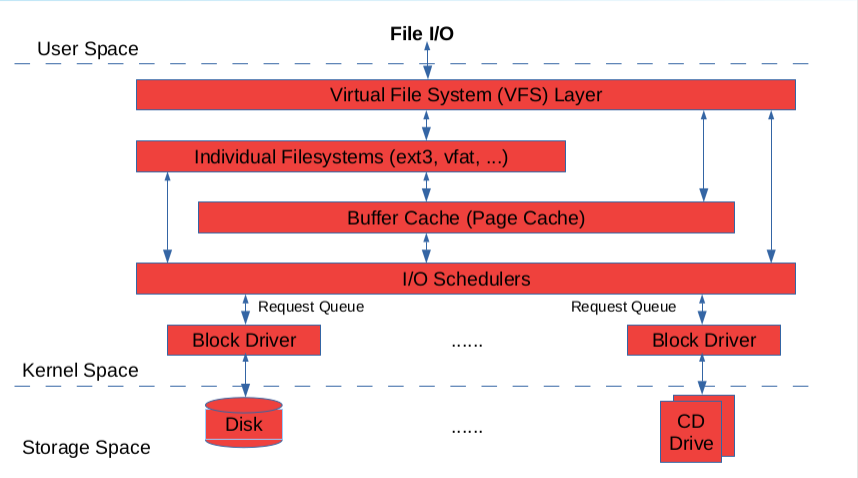 File I/O
User Space
Virtual File System (VFS) Layer
Individual Filesystems (ext3, vfat, ...)
Buffer Cache (Page Cache)
I/O Schedulers
Request Queue
Request Queue
Block Driver
......
Block Driver
Kernel Space
Disk
......
CD
Drive
Storage Space